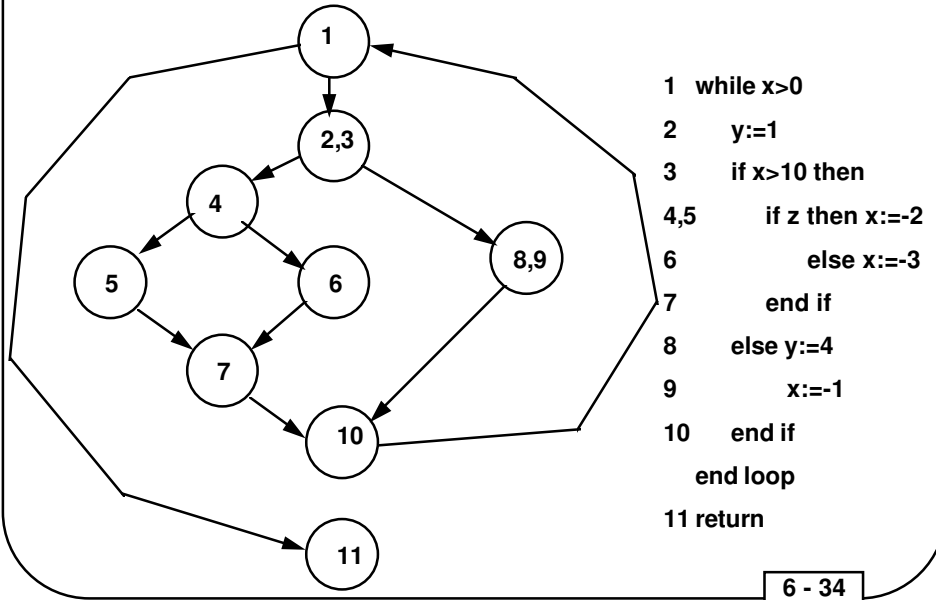 1
2,3
4
5
6
8,9
7
10
11
1 while x>0
2 y:=1
3 if x>10 then
4,5 if z then x:=-2
6 else x:=-3
7 end if
8 else y:=4
9 x:=-1
10 end if
end loop
11 return
6 - 34